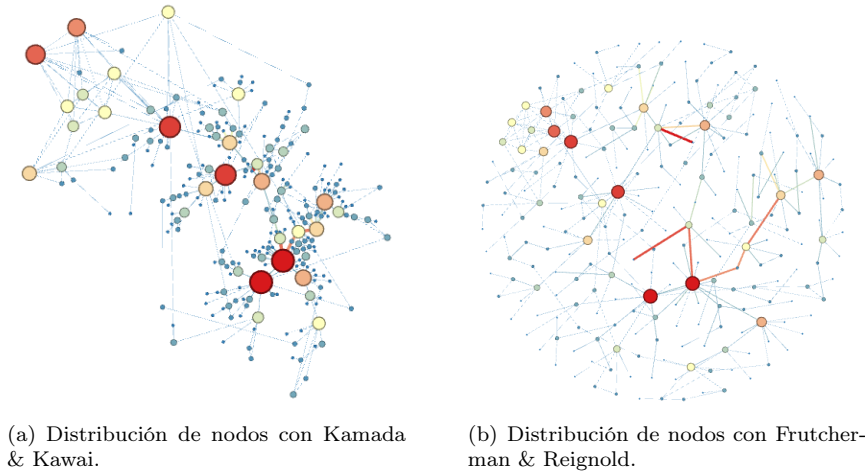 (a) Distribución de nodos con Kamada
& Kawai.
(b) Distribución de nodos con Frutcher-
man & Reignold.